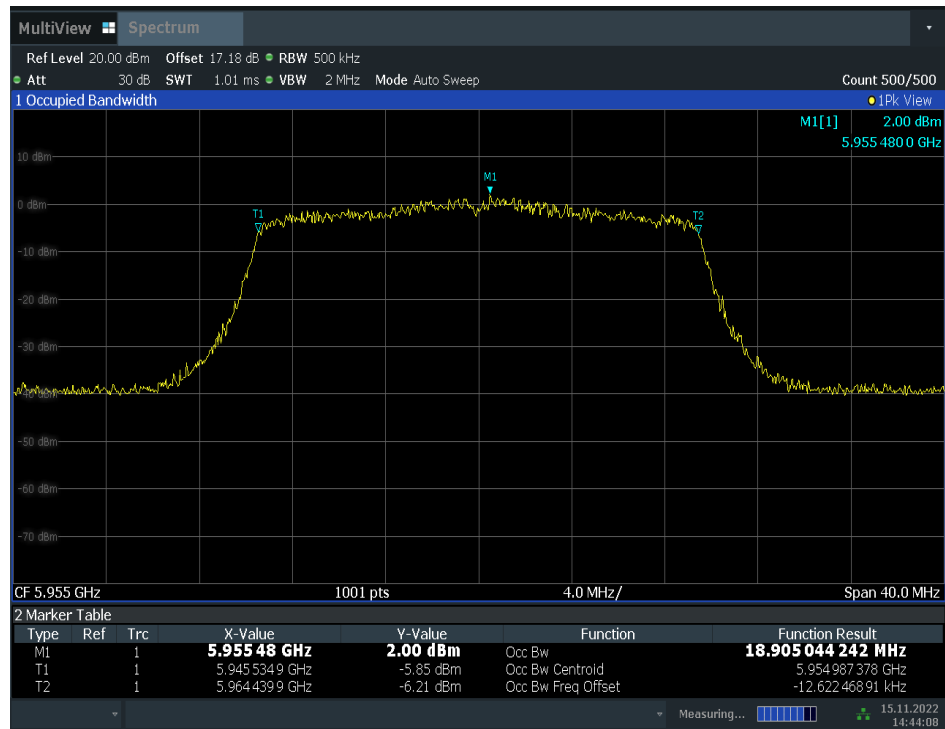 MultiView Spectrum
Ref Level 20.00 dBm Offset 17.18 dB RBW 500 kHz
Att 30 dB SWT 1.01 ms VBW 2 MHz Mode Auto Sweep Count 500/500
1 Occupied Bandwidth 1Pk View
M1[1] 2.00 dBm
5.955 480 0 GHz
10 dBm
M1
0 dBm
T1
T2
-10 dBm
-20 dBm
-30 dBm
-40 dBm
-50 dBm
-60 dBm
-70 dBm
CF 5.955 GHz 1001 pts 4.0 MHz/ Span 40.0 MHz
2 Marker Table
Type Ref Trc X-Value Y-Value Function Function Result
M1 1 5.955 48 GHz 2.00 dBm Occ Bw 18.905 044 242 MHz
T1 1 5.945 534 9 GHz -5.85 dBm Occ Bw Centroid 5.954 987 378 GHz
T2 1 5.964 439 9 GHz -6.21 dBm Occ Bw Freq Offset -12.622 468 91 kHz
Measuring... 15.11.2022
14:44:08